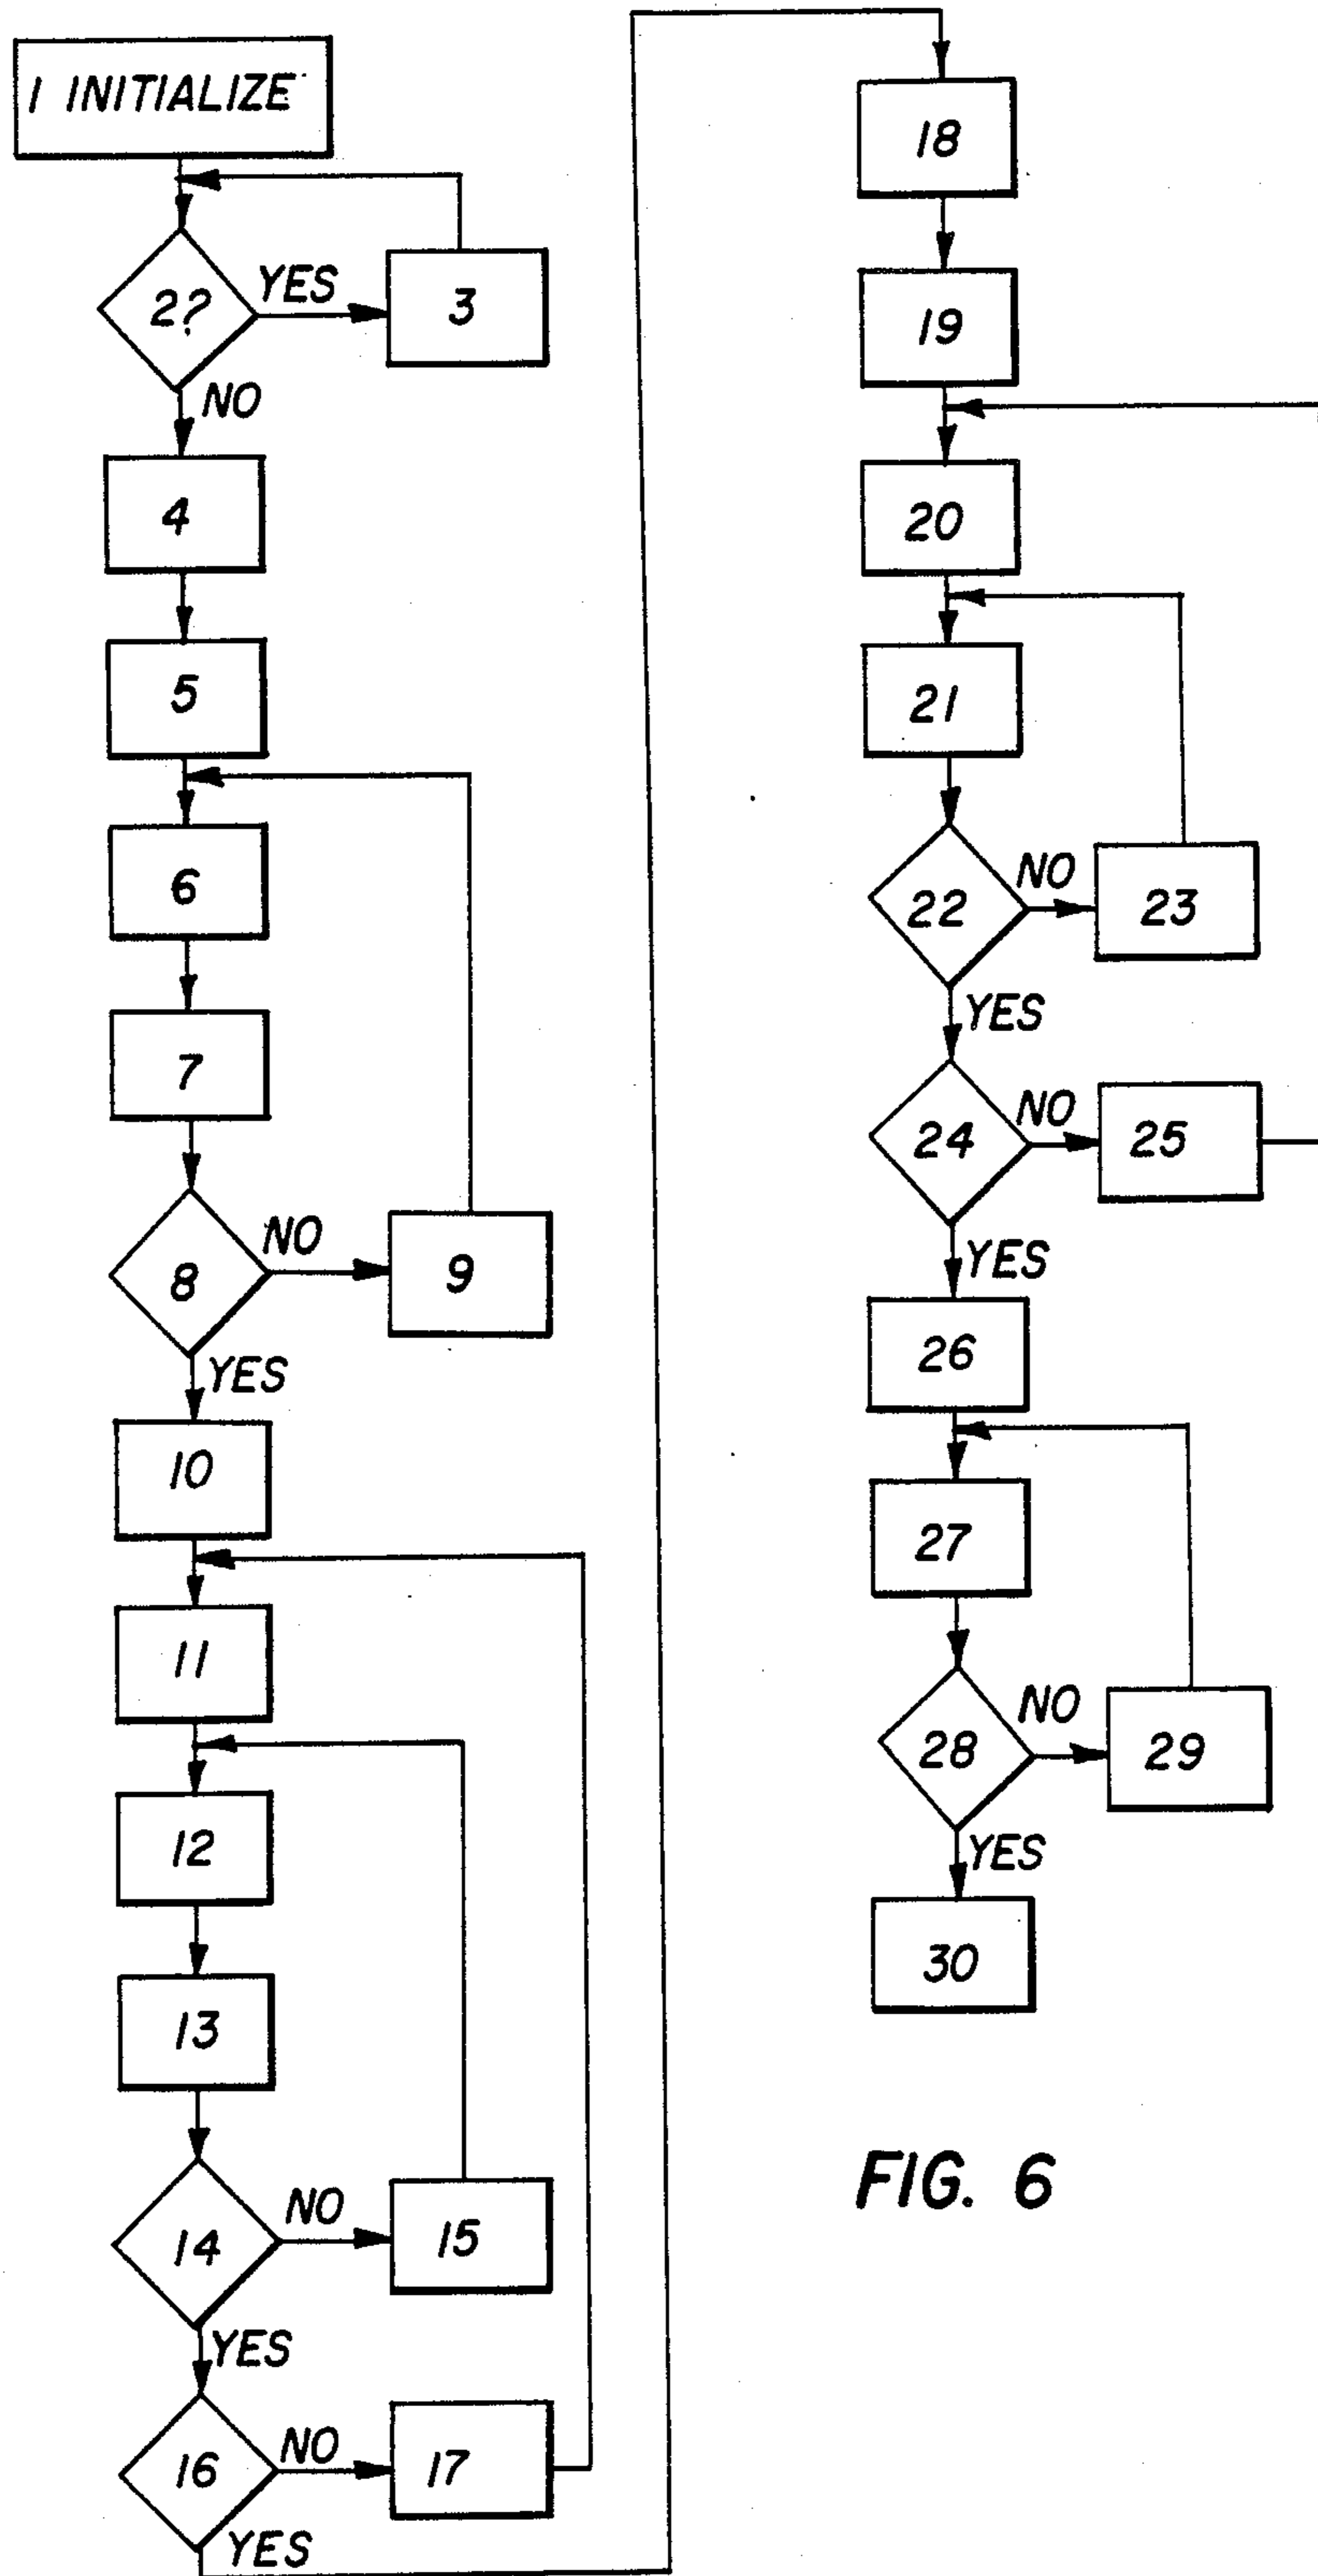 1 INITIALIZE
2?
YES
3
NO
4
5
6
7
8
NO
9
YES
10
11
12
13
14
NO
15
YES
16
NO
17
YES
18
19
20
21
22
NO
23
YES
24
NO
25
YES
26
27
28
NO
29
YES
30
FIG. 6